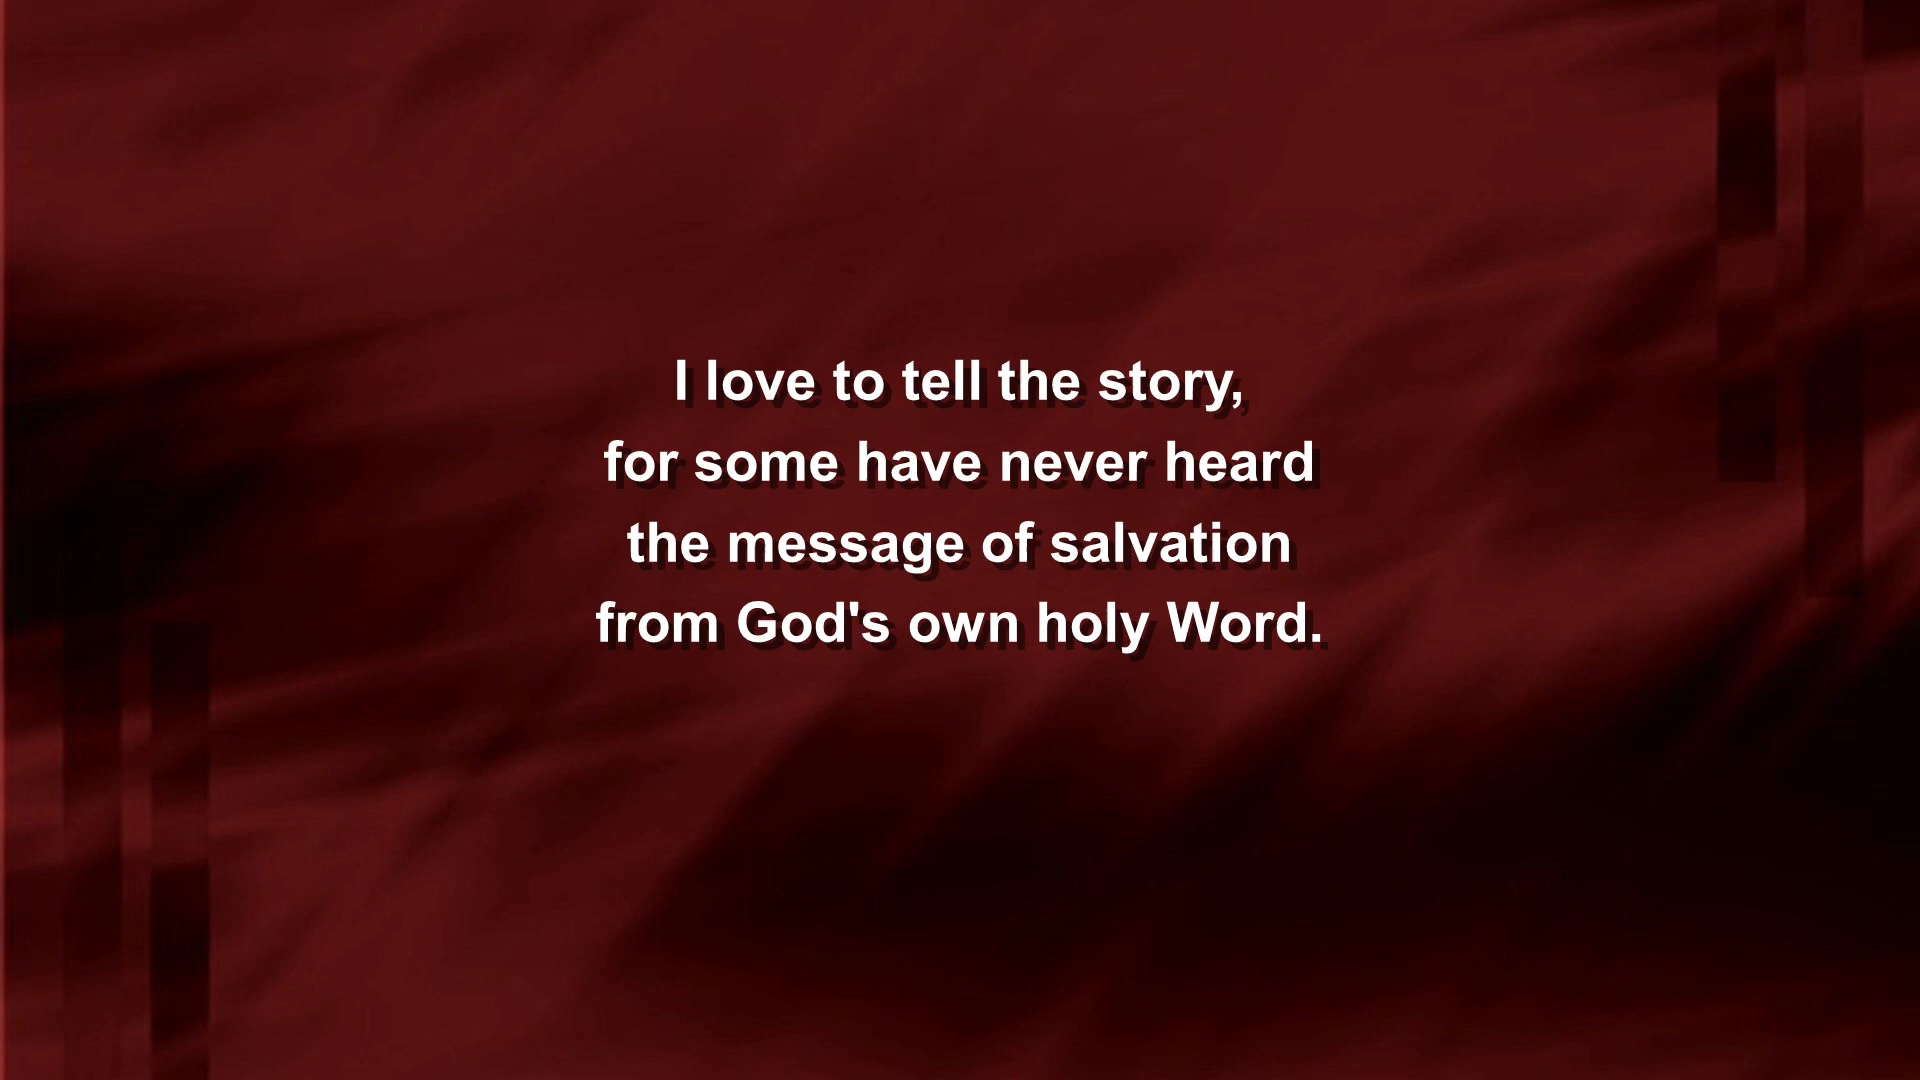 I love to tell the story,
for some have never heard
the message of salvation
from God's own holy Word.